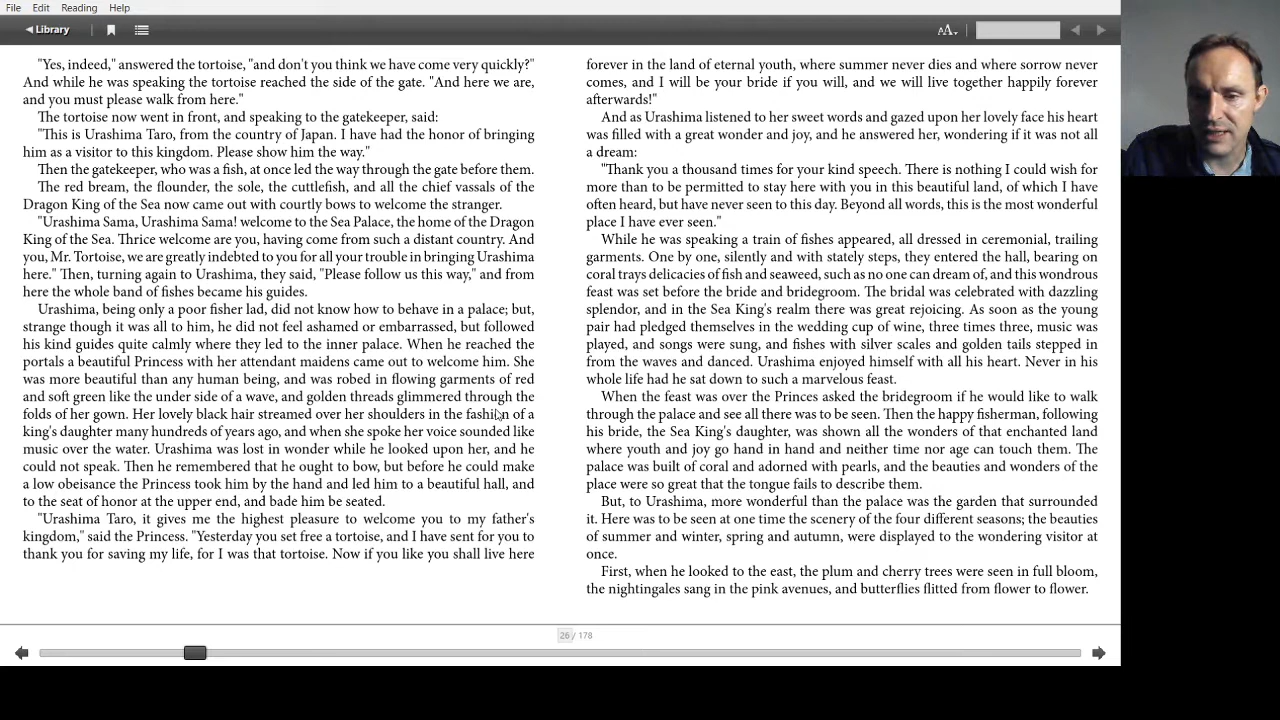 File Edit Reading Help
Library
AA
"Yes, indeed," answered the tortoise, "and don't you think we have come very quickly?"
And while he was speaking the tortoise reached the side of the gate. "And here we are,
and you must please walk from here."
The tortoise now went in front, and speaking to the gatekeeper, said:
"This is Urashima Taro, from the country of Japan. I have had the honor of bringing
him as a visitor to this kingdom. Please show him the way."
Then the gatekeeper, who was a fish, at once led the way through the gate before them.
The red bream, the flounder, the sole, the cuttlefish, and all the chief vassals of the
Dragon King of the Sea now came out with courtly bows to welcome the stranger.
"Urashima Sama, Urashima Sama! welcome to the Sea Palace, the home of the Dragon
King of the Sea. Thrice welcome are you, having come from such a distant country. And
you, Mr. Tortoise, we are greatly indebted to you for all your trouble in bringing Urashima
here." Then, turning again to Urashima, they said, "Please follow us this way," and from
here the whole band of fishes became his guides.
Urashima, being only a poor fisher lad, did not know how to behave in a palace; but,
strange though it was all to him, he did not feel ashamed or embarrassed, but followed
his kind guides quite calmly where they led to the inner palace. When he reached the
portals a beautiful Princess with her attendant maidens came out to welcome him. She
was more beautiful than any human being, and was robed in flowing garments of red
and soft green like the under side of a wave, and golden threads glimmered through the
folds of her gown. Her lovely black hair streamed over her shoulders in the fashion of a
king's daughter many hundreds of years ago, and when she spoke her voice sounded like
music over the water. Urashima was lost in wonder while he looked upon her, and he
could not speak. Then he remembered that he ought to bow, but before he could make
a low obeisance the Princess took him by the hand and led him to a beautiful hall, and
to the seat of honor at the upper end, and bade him be seated.
"Urashima Taro, it gives me the highest pleasure to welcome you to my father's
kingdom," said the Princess. "Yesterday you set free a tortoise, and I have sent for you to
thank you for saving my life, for I was that tortoise. Now if you like you shall live here
forever in the land of eternal youth, where summer never dies and where sorrow never
comes, and I will be your bride if you will, and we will live together happily forever
afterwards!"
And as Urashima listened to her sweet words and gazed upon her lovely face his heart
was filled with a great wonder and joy, and he answered her, wondering if it was not all
a dream:
"Thank you a thousand times for your kind speech. There is nothing I could wish for
more than to be permitted to stay here with you in this beautiful land, of which I have
often heard, but have never seen to this day. Beyond all words, this is the most wonderful
place I have ever seen."
While he was speaking a train of fishes appeared, all dressed in ceremonial, trailing
garments. One by one, silently and with stately steps, they entered the hall, bearing on
coral trays delicacies of fish and seaweed, such as no one can dream of, and this wondrous
feast was set before the bride and bridegroom. The bridal was celebrated with dazzling
splendor, and in the Sea King's realm there was great rejoicing. As soon as the young
pair had pledged themselves in the wedding cup of wine, three times three, music was
played, and songs were sung, and fishes with silver scales and golden tails stepped in
from the waves and danced. Urashima enjoyed himself with all his heart. Never in his
whole life had he sat down to such a marvelous feast.
When the feast was over the Princes asked the bridegroom if he would like to walk
through the palace and see all there was to be seen. Then the happy fisherman, following
his bride, the Sea King's daughter, was shown all the wonders of that enchanted land
where youth and joy go hand in hand and neither time nor age can touch them. The
palace was built of coral and adorned with pearls, and the beauties and wonders of the
place were so great that the tongue fails to describe them.
But, to Urashima, more wonderful than the palace was the garden that surrounded
it. Here was to be seen at one time the scenery of the four different seasons; the beauties
of summer and winter, spring and autumn, were displayed to the wondering visitor at
once.
First, when he looked to the east, the plum and cherry trees were seen in full bloom,
the nightingales sang in the pink avenues, and butterflies flitted from flower to flower.
26 / 178